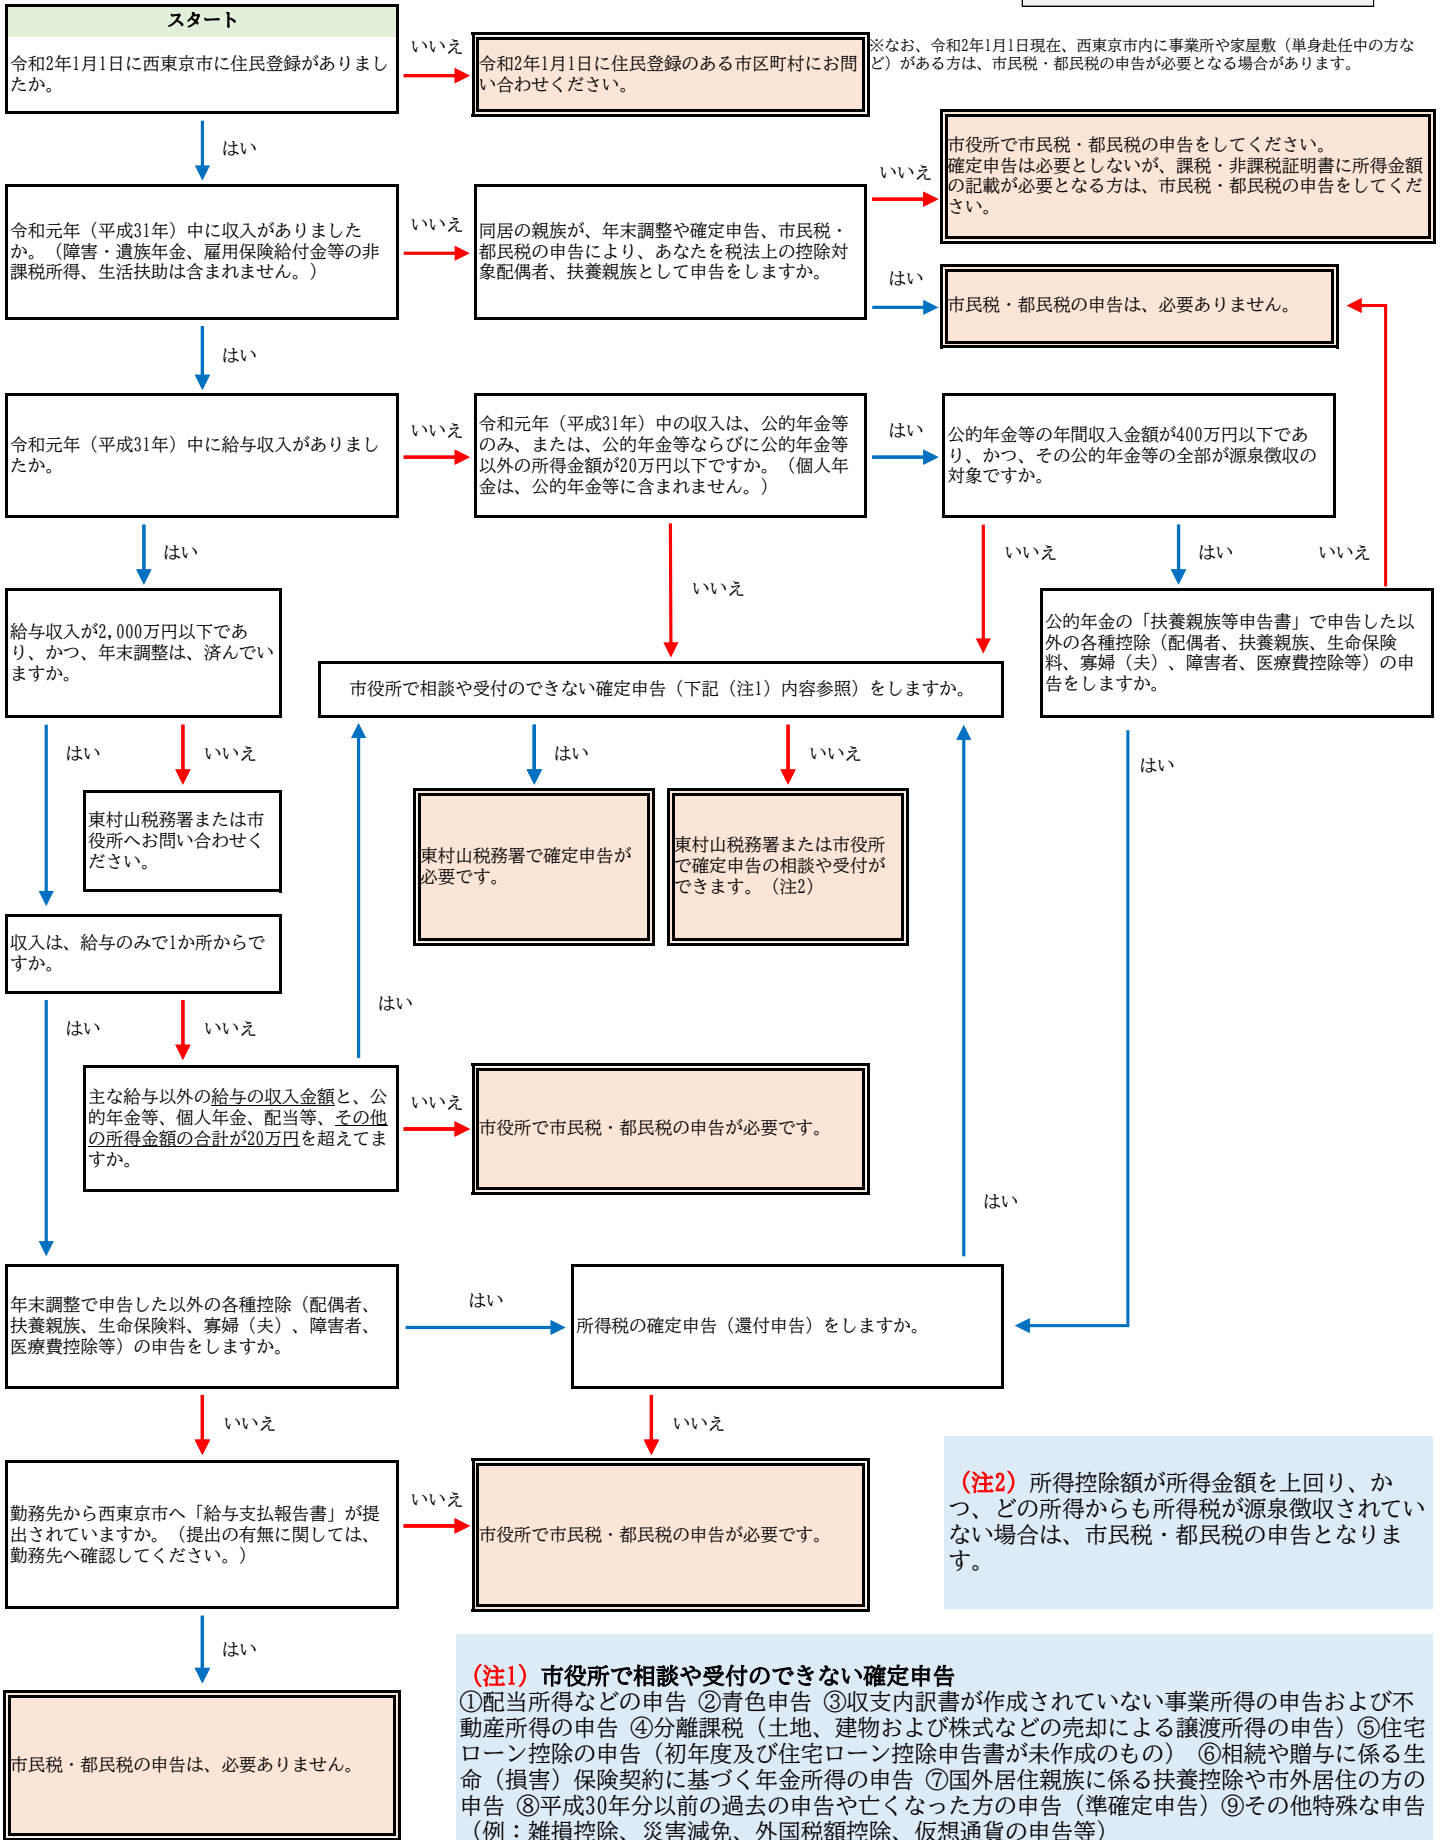 スタート
令和2年1月1日に西東京市に住民登録がありまし
たか。
いいえ
令和2年1月1日に住民登録のある市区町村にお問
い合わせください。
※なお、令和2年1月1日現在、西東京市内に事業所や家屋敷（単身赴任中の方な
ど）がある方は、市民税・都民税の申告が必要となる場合があります。
はい
令和元年（平成31年）中に収入がありました
か。（障害・遺族年金、雇用保険給付金等の非
課税所得、生活扶助は含まれません。）
いいえ
同居の親族が、年末調整や確定申告、市民税・
都民税の申告により、あなたを税法上の控除対
象配偶者、扶養親族として申告をしますか。
いいえ
市役所で市民税・都民税の申告をしてください。
確定申告は必要としないが、課税・非課税証明書に所得金額
の記載が必要となる方は、市民税・都民税の申告をしてくだ
さい。
はい
市民税・都民税の申告は、必要ありません。
はい
令和元年（平成31年）中に給与収入がありまし
たか。
いいえ
令和元年（平成31年）中の収入は、公的年金等
のみ、または、公的年金等ならびに公的年金等
以外の所得金額が20万円以下ですか。（個人年
金は、公的年金等に含まれません。）
はい
公的年金等の年間収入金額が400万円以下であ
り、かつ、その公的年金等の全部が源泉徴収の
対象ですか。
はい
いいえ
いいえ
はい
いいえ
給与収入が2,000万円以下であ
り、かつ、年末調整は、済んでい
ますか。
市役所で相談や受付のできない確定申告（下記（注1）内容参照）をしますか。
公的年金の「扶養親族等申告書」で申告した以
外の各種控除（配偶者、扶養親族、生命保険
料、寡婦（夫）、障害者、医療費控除等）の申
告をしますか。
はい
いいえ
はい
いいえ
はい
東村山税務署または市
役所へお問い合わせく
ださい。
東村山税務署で確定申告が
必要です。
東村山税務署または市役所
で確定申告の相談や受付が
できます。（注2）
収入は、給与のみで1か所からで
すか。
はい
いいえ
はい
主な給与以外の給与の収入金額と、公
的年金等、個人年金、配当等、その他
の所得金額の合計が20万円を超えてま
すか。
いいえ
市役所で市民税・都民税の申告が必要です。
はい
年末調整で申告した以外の各種控除（配偶者、
扶養親族、生命保険料、寡婦（夫）、障害者、
医療費控除等）の申告をしますか。
はい
所得税の確定申告（還付申告）をしますか。
いいえ
いいえ
勤務先から西東京市へ「給与支払報告書」が提
出されていますか。（提出の有無に関しては、
勤務先へ確認してください。）
いいえ
市役所で市民税・都民税の申告が必要です。
（注2）所得控除額が所得金額を上回り、か
つ、どの所得からも所得税が源泉徴収されてい
ない場合は、市民税・都民税の申告となりま
す。
はい
市民税・都民税の申告は、必要ありません。
（注1）市役所で相談や受付のできない確定申告
①配当所得などの申告 ②青色申告 ③収支内訳書が作成されていない事業所得の申告および不
動産所得の申告 ④分離課税（土地、建物および株式などの売却による譲渡所得の申告）⑤住宅
ローン控除の申告（初年度及び住宅ローン控除申告書が未作成のもの） ⑥相続や贈与に係る生
命（損害）保険契約に基づく年金所得の申告 ⑦国外居住親族に係る扶養控除や市外居住の方の
申告 ⑧平成30年分以前の過去の申告や亡くなった方の申告（準確定申告）⑨その他特殊な申告
（例：雑損控除、災害減免、外国税額控除、仮想通貨の申告等）